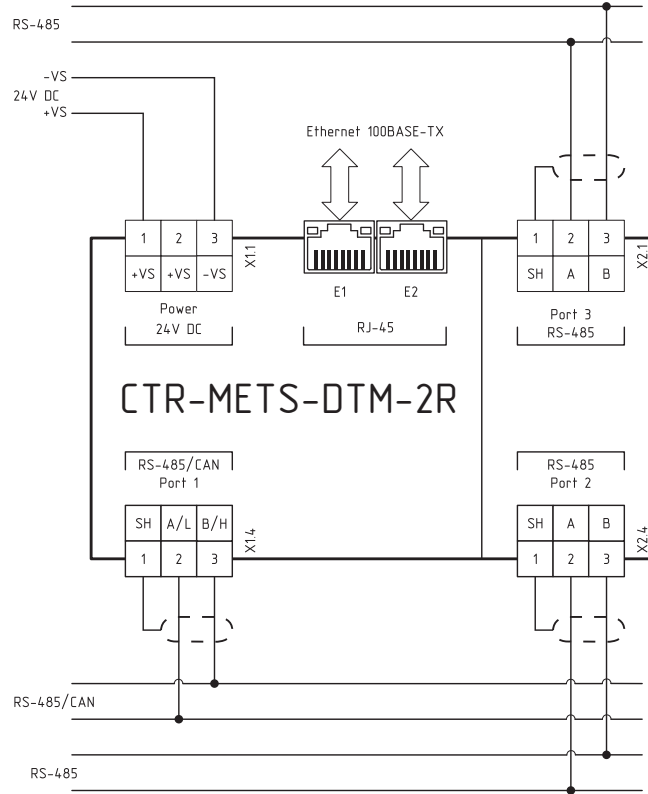 RS-485
-VS
24V DC
+VS
Ethernet 100BASE-TX
1 2 3
+VS +VS -VS
X1.1
Power
24V DC
E1 E2
RJ-45
1 2 3
SH A B
X2.1
Port 3
RS-485
CTR-METS-DTM-2R
RS-485/CAN
Port 1
SH A/L B/H
1 2 3
X1.4
RS-485
Port 2
SH A B
1 2 3
X2.4
RS-485/CAN
RS-485